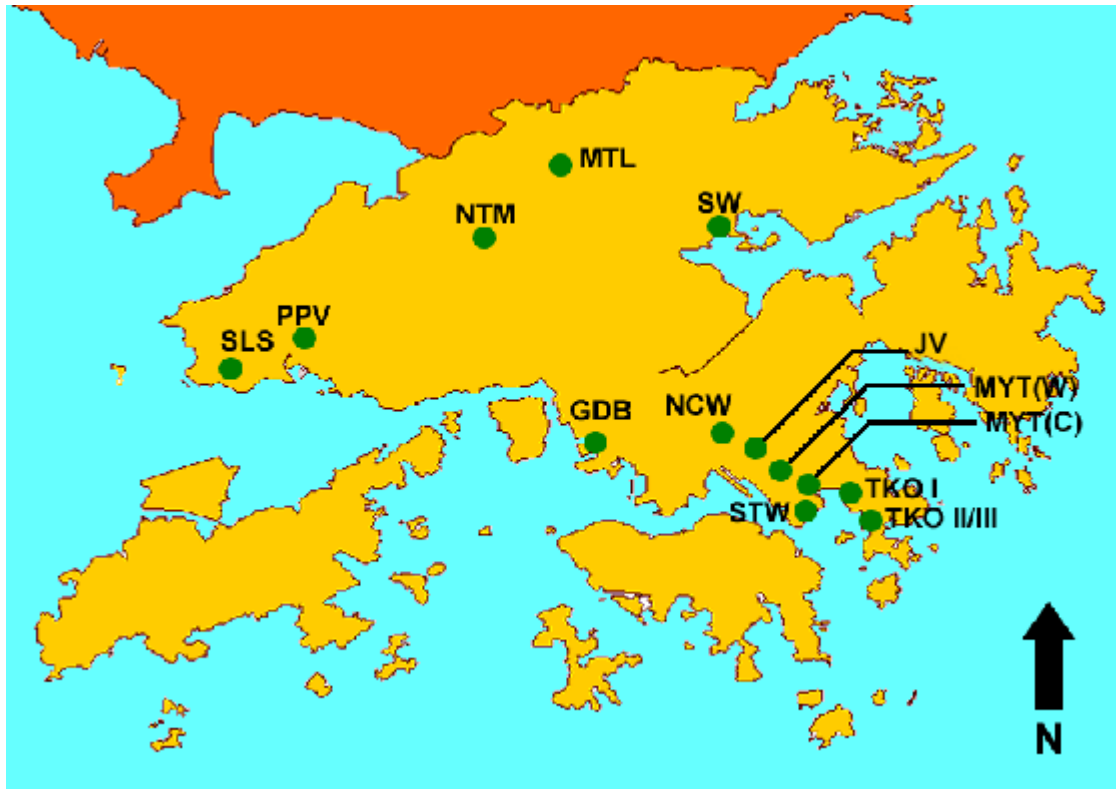 MTL
SW
NTM
PPV
SLS
JV
MYT(W)
GDB
NCW
MYT(C)
TKO I
STW
TKO II/III
N